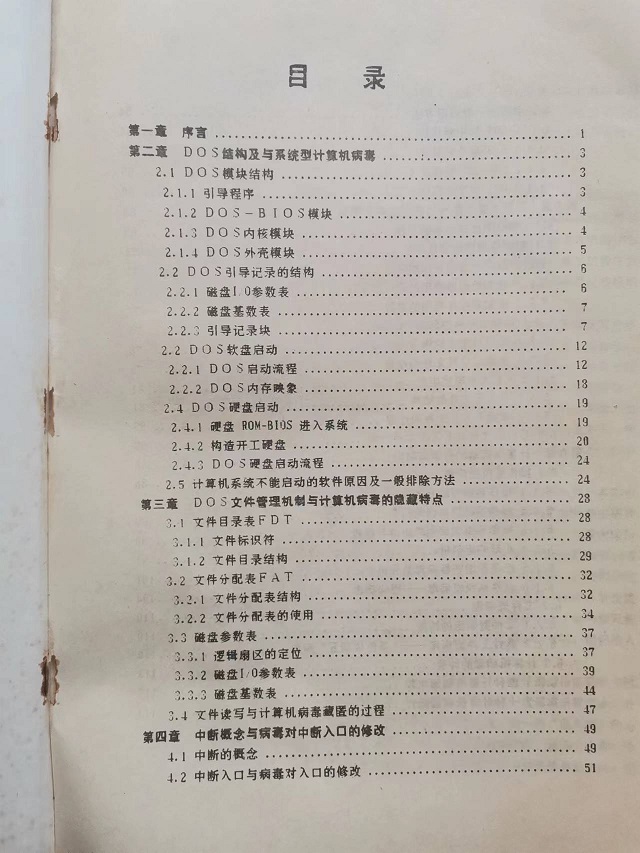 目 录
第一章 序言 ........ 1
第二章 DOS结构及与系统型计算机病毒 ........ 3
2.1 DOS模块结构 ........ 3
2.1.1 引导程序 ........ 3
2.1.2 DOS-BIOS模块 ........ 4
2.1.3 DOS内核模块 ........ 4
2.1.4 DOS外壳模块 ........ 5
2.2 DOS引导记录的结构 ........ 6
2.2.1 磁盘I/O参数表 ........ 6
2.2.2 磁盘基数表 ........ 7
2.2.3 引导记录块 ........ 7
2.2 DOS软盘启动 ........ 12
2.2.1 DOS启动流程 ........ 12
2.2.2 DOS内存映象 ........ 18
2.4 DOS硬盘启动 ........ 19
2.4.1 硬盘 ROM-BIOS 进入系统 ........ 19
2.4.2 构造开工硬盘 ........ 20
2.4.3 DOS硬盘启动流程 ........ 24
2.5 计算机系统不能启动的软件原因及一般排除方法 ........ 24
第三章 DOS文件管理机制与计算机病毒的隐藏特点 ........ 28
3.1 文件目录表FDT ........ 28
3.1.1 文件标识符 ........ 28
3.1.2 文件目录结构 ........ 29
3.2 文件分配表FAT ........ 32
3.2.1 文件分配表结构 ........ 32
3.2.2 文件分配表的使用 ........ 34
3.3 磁盘参数表 ........ 37
3.3.1 逻辑扇区的定位 ........ 37
3.3.2 磁盘I/O参数表 ........ 39
3.3.3 磁盘基数表 ........ 44
3.4 文件读写与计算机病毒藏匿的过程 ........ 47
第四章 中断概念与病毒对中断入口的修改 ........ 49
4.1 中断的概念 ........ 49
4.2 中断入口与病毒对入口的修改 ........ 51